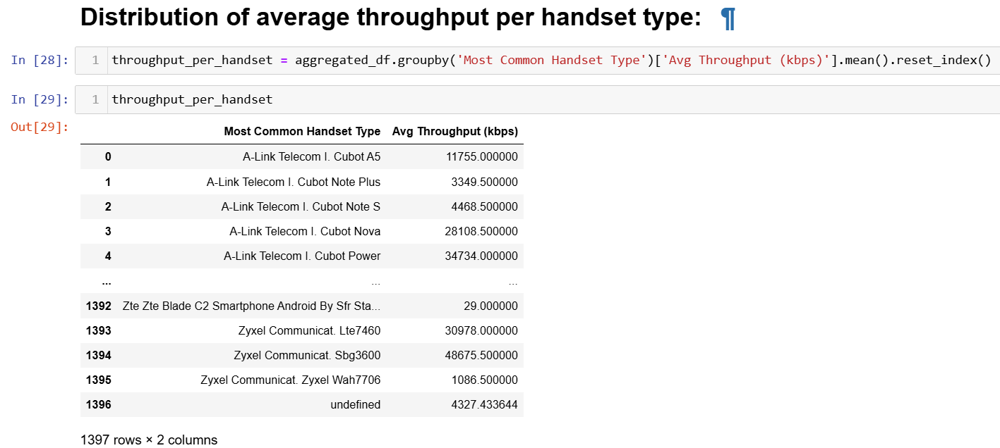 Distribution of average throughput per handset type: ¶
In [28]: 1 throughput_per_handset = aggregated_df.groupby('Most Common Handset Type')['Avg Throughput (kbps)'].mean().reset_index()
In [29]: 1 throughput_per_handset
Out[29]:
Most Common Handset Type Avg Throughput (kbps)
0 A-Link Telecom I. Cubot A5 11755.000000
1 A-Link Telecom I. Cubot Note Plus 3349.500000
2 A-Link Telecom I. Cubot Note S 4468.500000
3 A-Link Telecom I. Cubot Nova 28108.500000
4 A-Link Telecom I. Cubot Power 34734.000000
... ... ...
1392 Zte Zte Blade C2 Smartphone Android By Sfr Sta... 29.000000
1393 Zyxel Communicat. Lte7460 30978.000000
1394 Zyxel Communicat. Sbg3600 48675.500000
1395 Zyxel Communicat. Zyxel Wah7706 1086.500000
1396 undefined 4327.433644
1397 rows × 2 columns